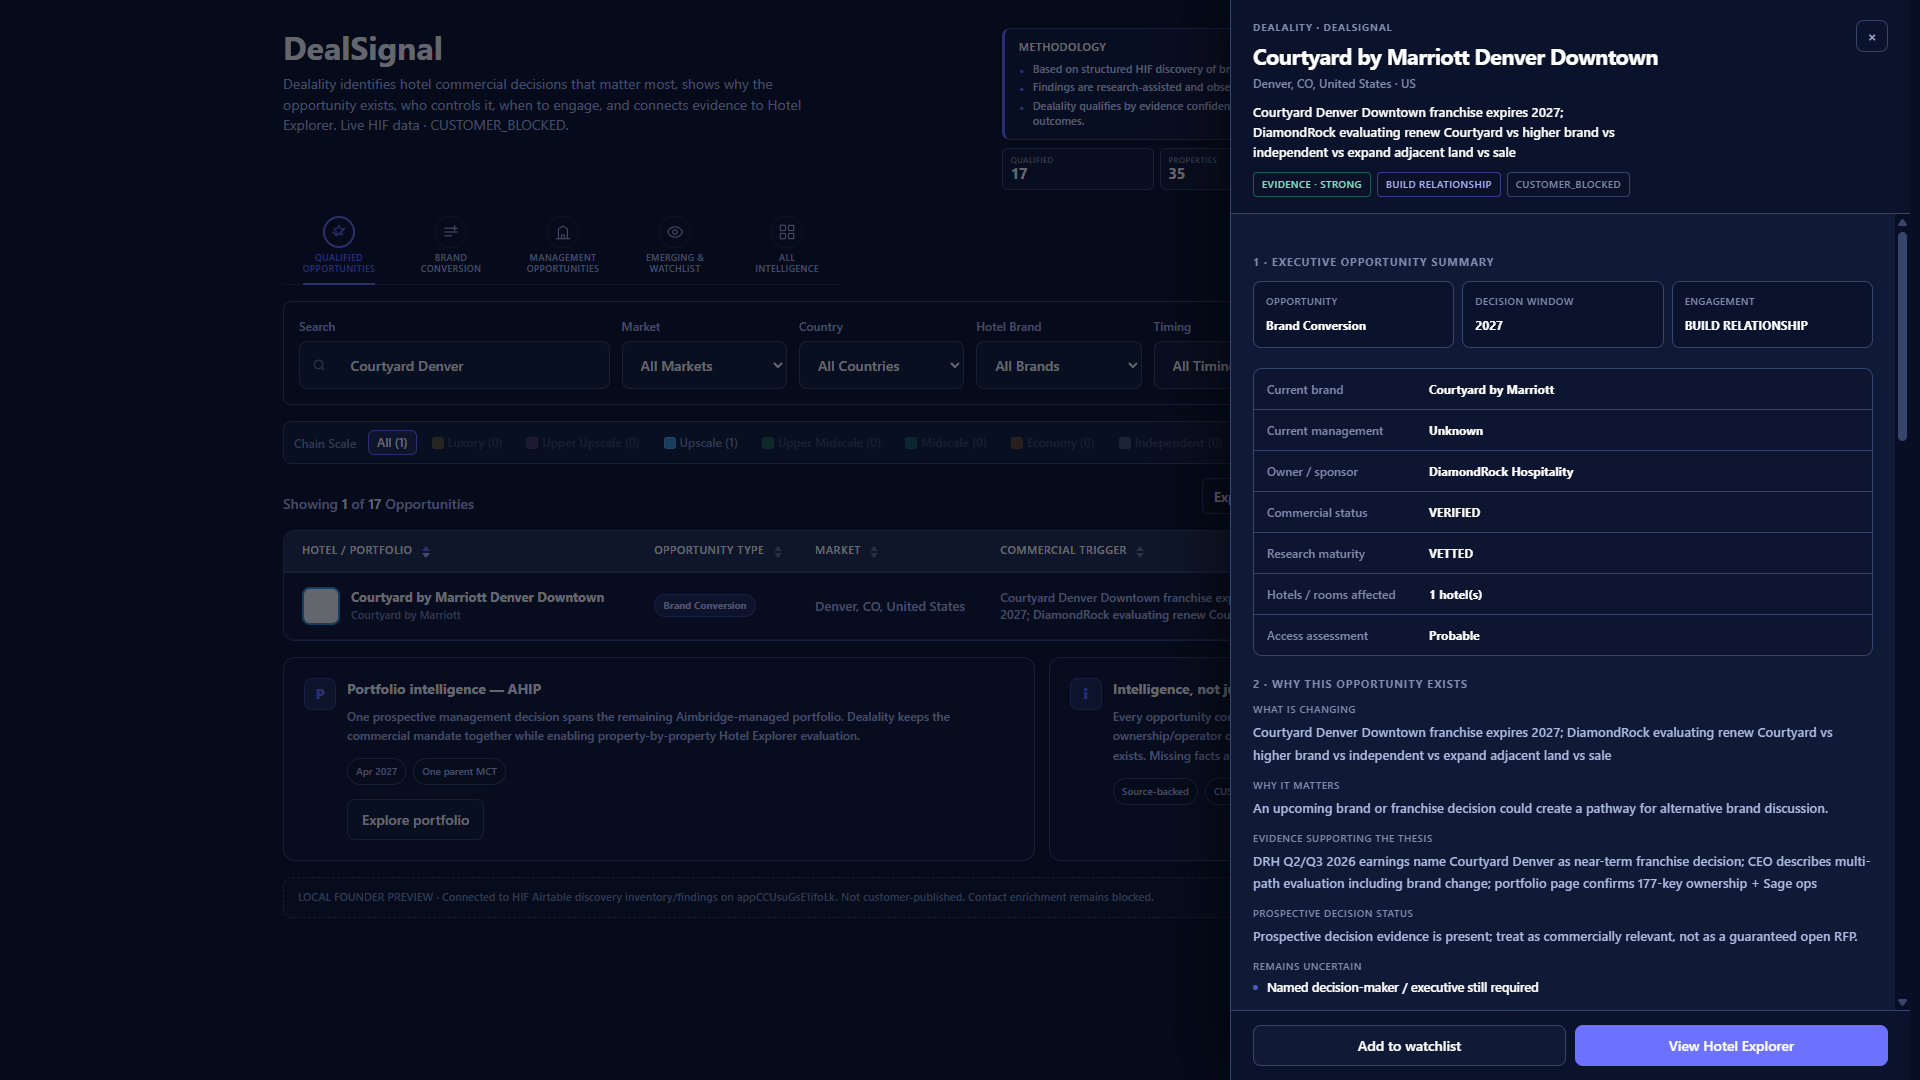 DealSignal
Dealality identifies hotel commercial decisions that matter most, shows why the
opportunity exists, who controls it, when to engage, and connects evidence to Hotel
Explorer. Live HIF data · CUSTOMER_BLOCKED.
METHODOLOGY
Based on structured HIF discovery of
Findings are research-assisted and
Dealality qualifies by evidence
outcomes.
QUALIFIED
17
PROPERTIES
35
QUALIFIED
OPPORTUNITIES
BRAND
CONVERSION
MANAGEMENT
OPPORTUNITIES
EMERGING &
WATCHLIST
ALL
INTELLIGENCE
Search
Market
Country
Hotel Brand
Timing
Courtyard Denver
All Markets
All Countries
All Brands
All
Chain Scale
All (1)
Luxury (0)
Upper Upscale (0)
Upscale (1)
Upper Midscale (0)
Midscale (0)
Economy (0)
Independent (0)
Showing 1 of 17 Opportunities
HOTEL / PORTFOLIO
OPPORTUNITY TYPE
MARKET
COMMERCIAL TRIGGER
Courtyard by Marriott Denver Downtown
Courtyard by Marriott
Brand Conversion
Denver, CO, United States
Courtyard Denver Downtown franchise
2027; DiamondRock evaluating renew
P
Portfolio intelligence — AHIP
One prospective management decision spans the remaining Aimbridge-managed portfolio. Dealality keeps the
commercial mandate together while enabling property-by-property Hotel Explorer evaluation.
Apr 2027
One parent MCT
Explore portfolio
i
Intelligence, not
Every opportunity
ownership/operator
exists. Missing facts
Source-backed
LOCAL FOUNDER PREVIEW · Connected to HIF Airtable discovery inventory/findings on appCCUsuGsE1ifoLk. Not customer-published. Contact enrichment remains blocked.
DEALALITY · DEALSIGNAL
×
Courtyard by Marriott Denver Downtown
Denver, CO, United States · US
Courtyard Denver Downtown franchise expires 2027;
DiamondRock evaluating renew Courtyard vs higher brand vs
independent vs expand adjacent land vs sale
EVIDENCE · STRONG
BUILD RELATIONSHIP
CUSTOMER_BLOCKED
1 · EXECUTIVE OPPORTUNITY SUMMARY
OPPORTUNITY
Brand Conversion
DECISION WINDOW
2027
ENGAGEMENT
BUILD RELATIONSHIP
Current brand
Courtyard by Marriott
Current management
Unknown
Owner / sponsor
DiamondRock Hospitality
Commercial status
VERIFIED
Research maturity
VETTED
Hotels / rooms affected
1 hotel(s)
Access assessment
Probable
2 · WHY THIS OPPORTUNITY EXISTS
WHAT IS CHANGING
Courtyard Denver Downtown franchise expires 2027; DiamondRock evaluating renew Courtyard vs
higher brand vs independent vs expand adjacent land vs sale
WHY IT MATTERS
An upcoming brand or franchise decision could create a pathway for alternative brand discussion.
EVIDENCE SUPPORTING THE THESIS
DRH Q2/Q3 2026 earnings name Courtyard Denver as near-term franchise decision; CEO describes multi-
path evaluation including brand change; portfolio page confirms 177-key ownership + Sage ops
PROSPECTIVE DECISION STATUS
Prospective decision evidence is present; treat as commercially relevant, not as a guaranteed open RFP.
REMAINS UNCERTAIN
Named decision-maker / executive still required
Add to watchlist
View Hotel Explorer